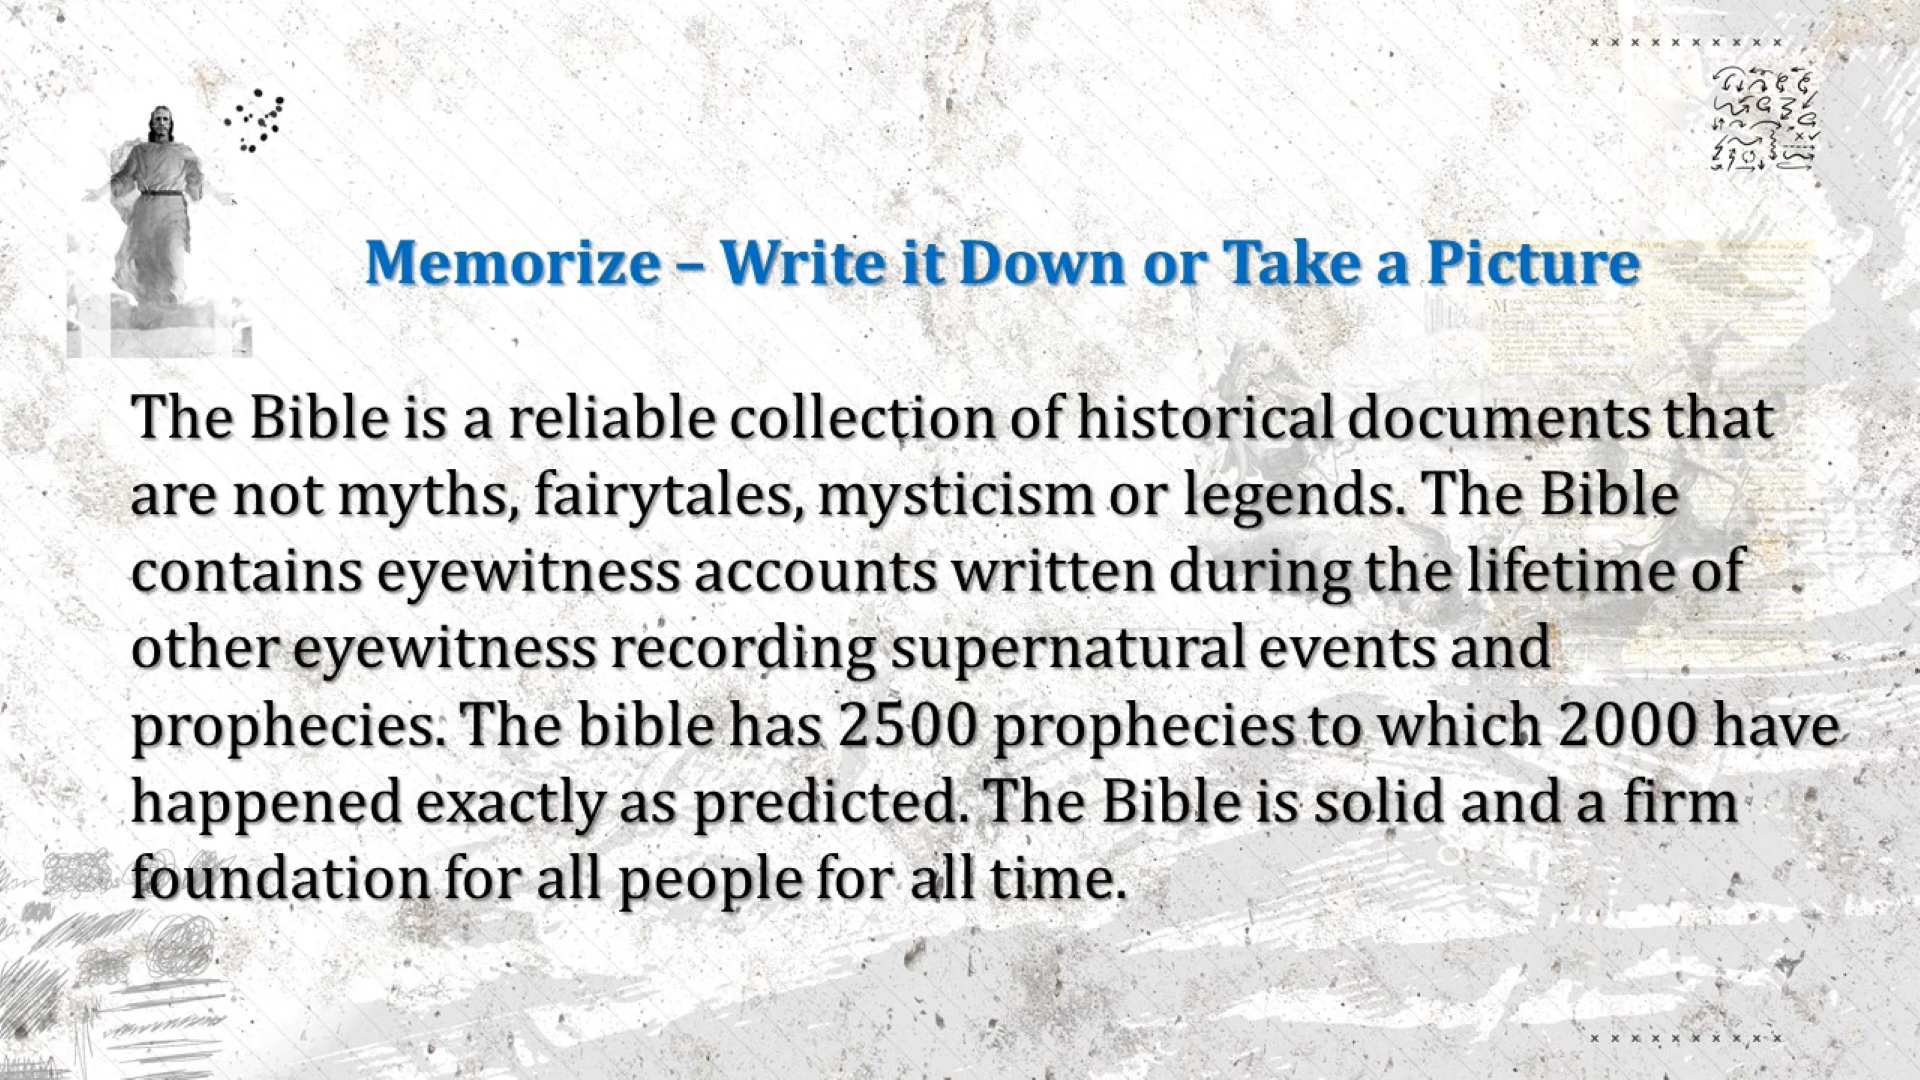 Memorize – Write it Down or Take a Picture
The Bible is a reliable collection of historical documents that
are not myths, fairytales, mysticism or legends. The Bible
contains eyewitness accounts written during the lifetime of
other eyewitness recording supernatural events and
prophecies. The bible has 2500 prophecies to which 2000 have
happened exactly as predicted. The Bible is solid and a firm
foundation for all people for all time.